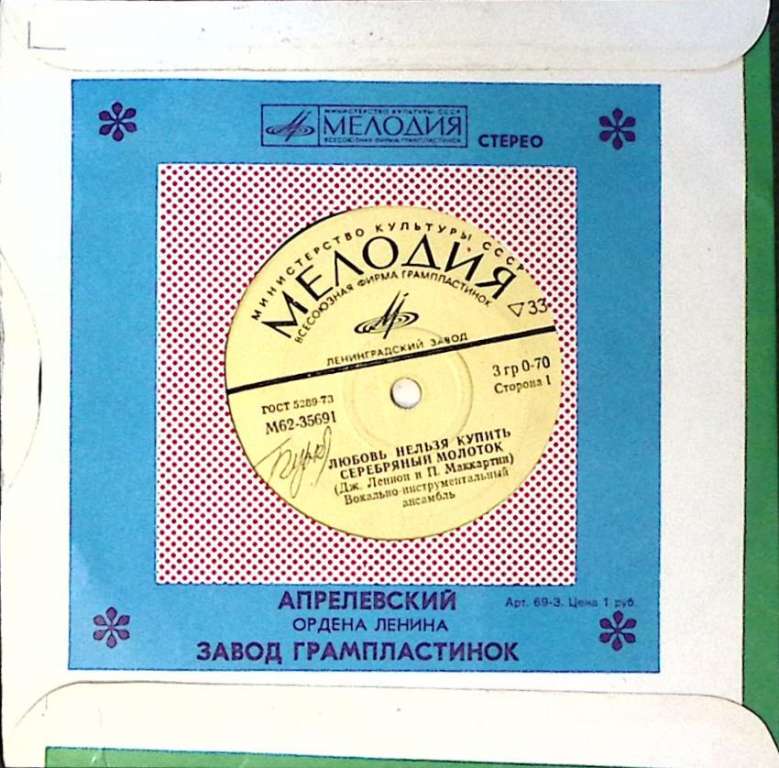 МИНИСТЕРСТВО КУЛЬТУРЫ СССР
МЕЛОДИЯ
ВСЕСОЮЗНАЯ ФИРМА ГРАМПЛАСТИНОК
СТЕРЕО
МИНИСТЕРСТВО КУЛЬТУРЫ СССР
МЕЛОДИЯ
ВСЕСОЮЗНАЯ ФИРМА ГРАМПЛАСТИНОК
▽33
ЛЕНИНГРАДСКИЙ ЗАВОД
ГОСТ 5289-73
3 гр 0-70
М62-35691
Сторона 1
ЛЮБОВЬ НЕЛЬЗЯ КУПИТЬ
СЕРЕБРЯНЫЙ МОЛОТОК
(Дж. Леннон и П. Маккартни)
Вокально-инструментальный
ансамбль
АПРЕЛЕВСКИЙ
Арт. 69-3. Цена 1 руб.
ОРДЕНА ЛЕНИНА
ЗАВОД ГРАМПЛАСТИНОК